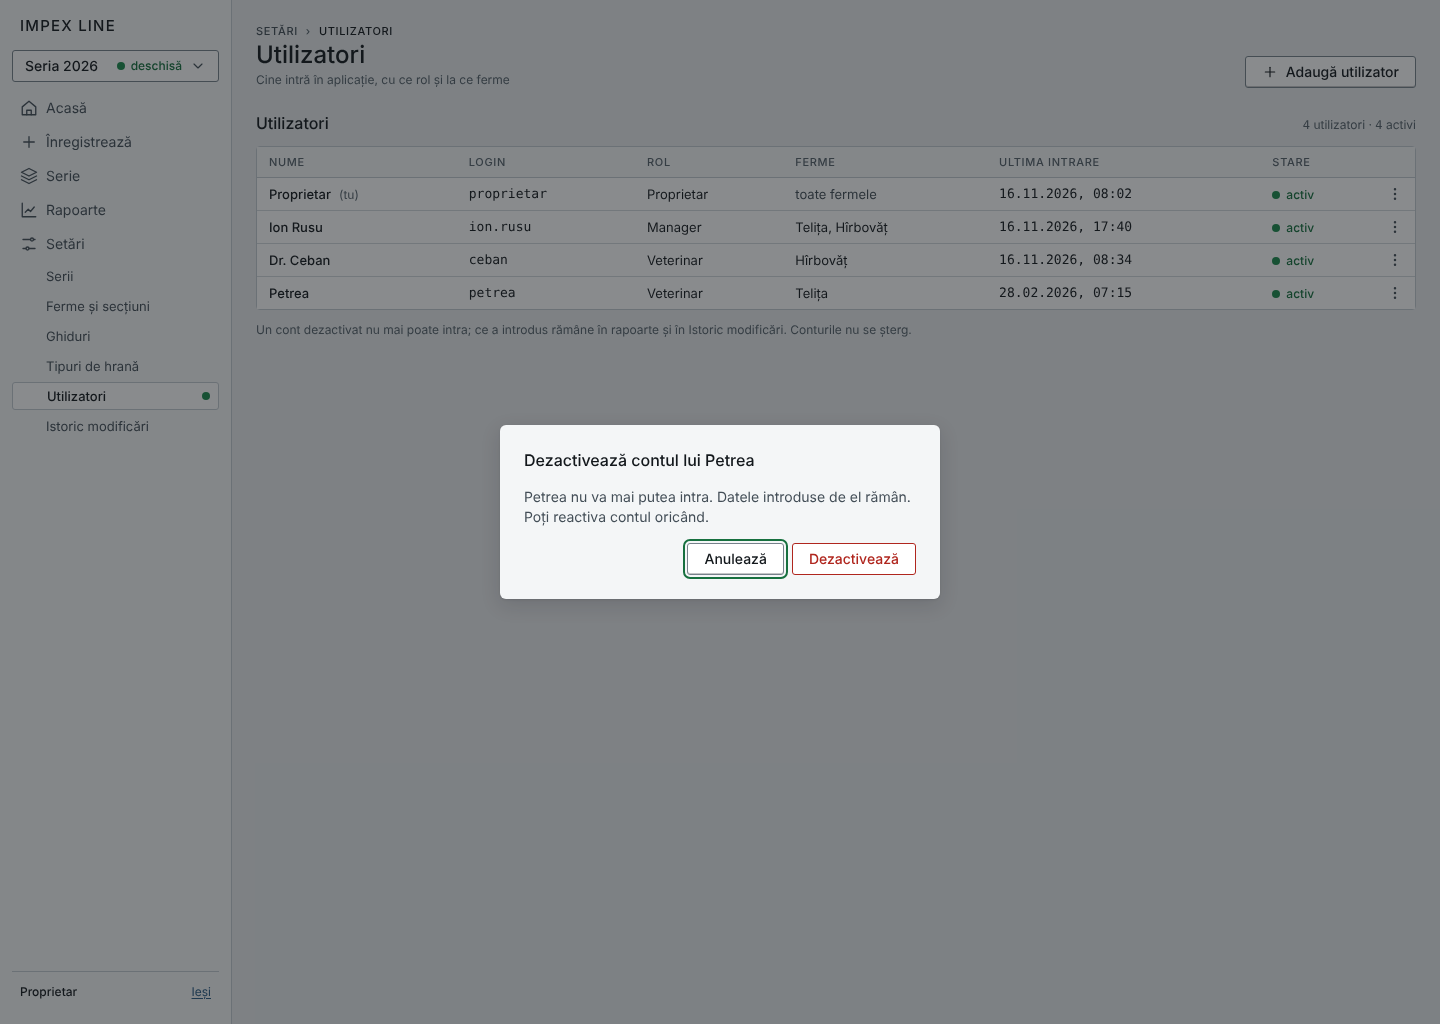 IMPEX LINE
Seria 2026 deschisă
Acasă
Înregistrează
Serie
Rapoarte
Setări
Serii
Ferme și secțiuni
Ghiduri
Tipuri de hrană
Utilizatori
Istoric modificări
Proprietar Ieși
SETĂRI › UTILIZATORI
Utilizatori
Cine intră în aplicație, cu ce rol și la ce ferme
Adaugă utilizator
Utilizatori 4 utilizatori · 4 activi
NUME LOGIN ROL FERME ULTIMA INTRARE STARE
Proprietar (tu) proprietar Proprietar toate fermele 16.11.2026, 08:02 activ
Ion Rusu ion.rusu Manager Telița, Hîrbovăț 16.11.2026, 17:40 activ
Dr. Ceban ceban Veterinar Hîrbovăț 16.11.2026, 08:34 activ
Petrea petrea Veterinar Telița 28.02.2026, 07:15 activ
Un cont dezactivat nu mai poate intra; ce a introdus rămâne în rapoarte și în Istoric modificări. Conturile nu se șterg.
Dezactivează contul lui Petrea
Petrea nu va mai putea intra. Datele introduse de el rămân.
Poți reactiva contul oricând.
Anulează Dezactivează